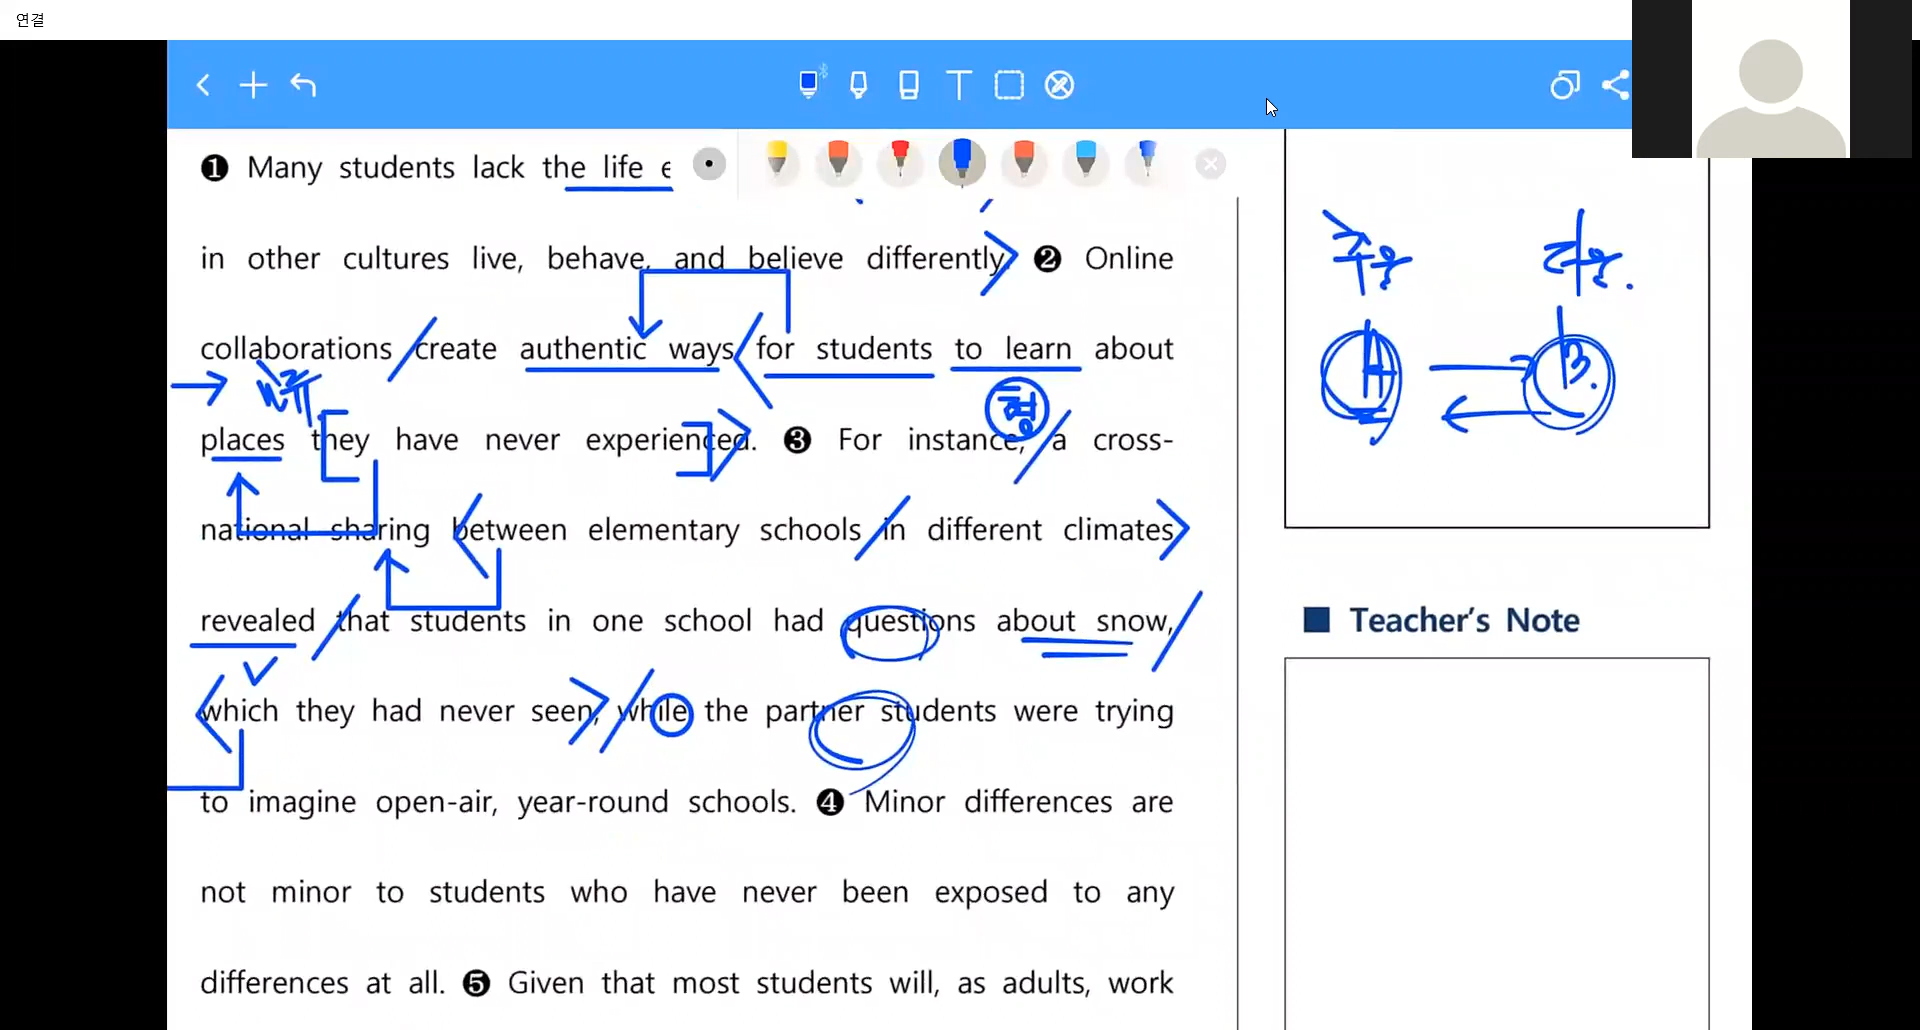 연결
❶ Many students lack the life e
in other cultures live, behave, and believe differently. ❷ Online
collaborations create authentic ways for students to learn about
places they have never experienced. ❸ For instance, a cross-
national sharing between elementary schools in different climates
revealed that students in one school had questions about snow,
which they had never seen, while the partner students were trying
to imagine open-air, year-round schools. ❹ Minor differences are
not minor to students who have never been exposed to any
differences at all. ❺ Given that most students will, as adults, work
A
B.
Teacher's Note